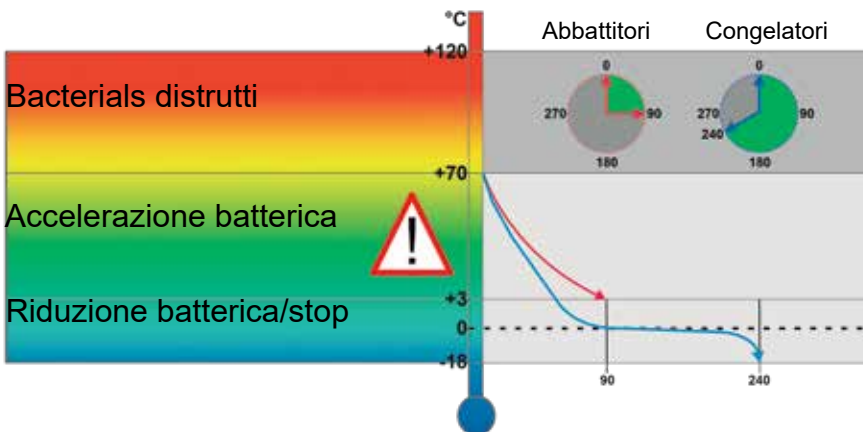 °C
Abbattitori
Congelatori
+120
Bacterials distrutti
0
270
90
180
0
270
90
240
180
+70
Accelerazione batterica
!
+3
Riduzione batterica/stop
0
-18
90
240